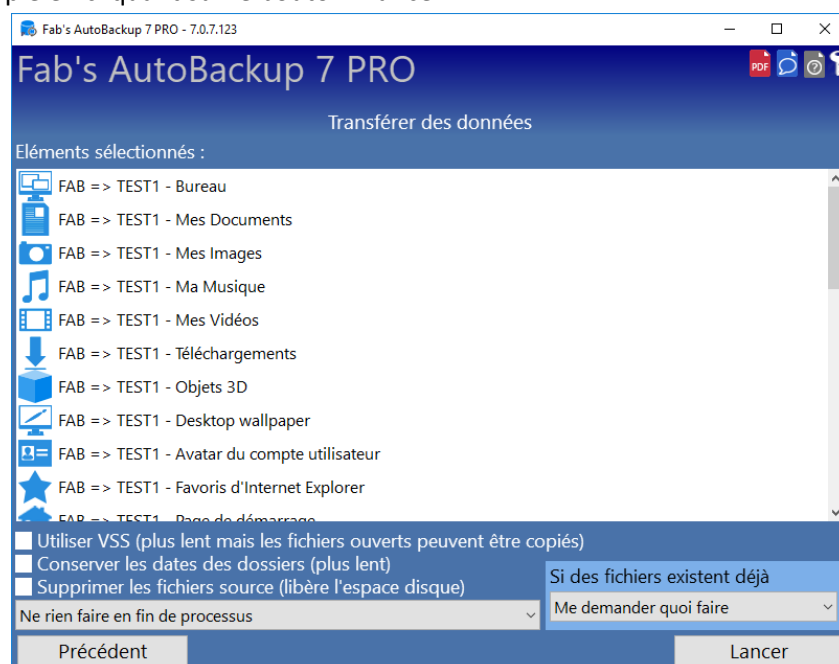 Fab's AutoBackup 7 PRO - 7.0.7.123
Fab's AutoBackup 7 PRO
PDF
Transférer des données
Eléments sélectionnés :
FAB => TEST1 - Bureau
FAB => TEST1 - Mes Documents
FAB => TEST1 - Mes Images
FAB => TEST1 - Ma Musique
FAB => TEST1 - Mes Vidéos
FAB => TEST1 - Téléchargements
FAB => TEST1 - Objets 3D
FAB => TEST1 - Desktop wallpaper
FAB => TEST1 - Avatar du compte utilisateur
FAB => TEST1 - Favoris d'Internet Explorer
FAB => TEST1 - Page de démarrage
Utiliser VSS (plus lent mais les fichiers ouverts peuvent être copiés)
Conserver les dates des dossiers (plus lent)
Supprimer les fichiers source (libère l'espace disque)
Si des fichiers existent déjà
Me demander quoi faire
Ne rien faire en fin de processus
Précédent
Lancer